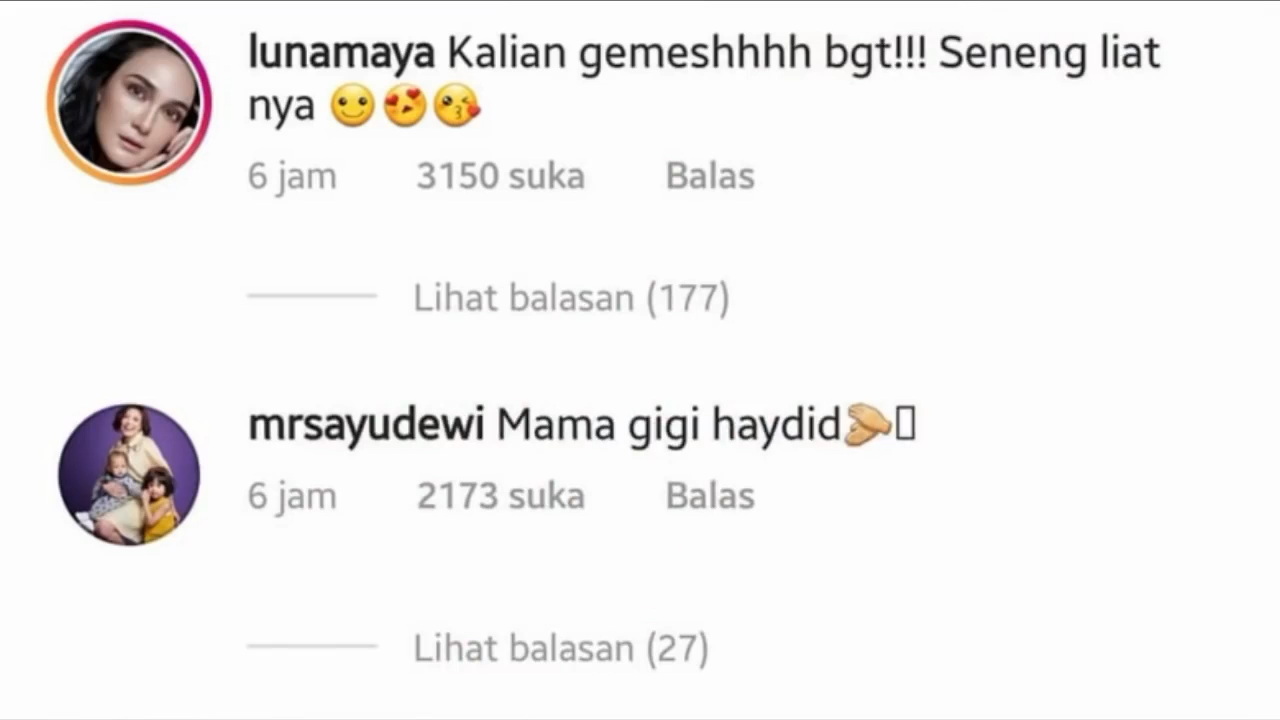 lunamaya Kalian gemeshhhh bgt!!! Seneng liat
nya 🙂😍😘
6 jam 3150 suka Balas
Lihat balasan (177)
mrsayudewi Mama gigi haydid👏▯
6 jam 2173 suka Balas
Lihat balasan (27)